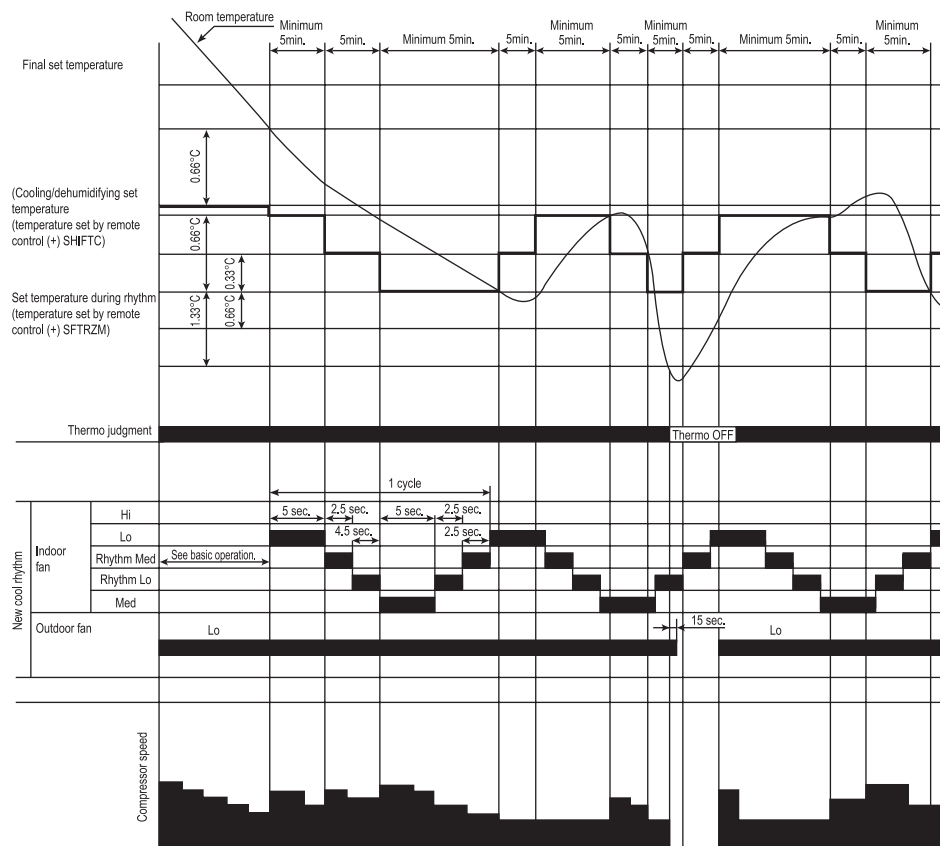 Room temperature
Minimum
5min.
5min.
Minimum 5min.
5min.
Minimum
5min.
5min.
Minimum
5min.
5min.
Minimum 5min.
5min.
Minimum
5min.
Final set temperature
0.66°C
(Cooling/dehumidifying set
temperature
(temperature set by remote
control (+) SHIFTC)
0.66°C
0.33°C
Set temperature during rhythm
(temperature set by remote
control (+) SFTRZM)
1.33°C
0.66°C
Thermo judgment
Thermo OFF
1 cycle
New cool rhythm
Indoor
fan
Hi
Lo
Rhythm Med
Rhythm Lo
Med
5 sec.
2.5 sec.
5 sec.
2.5 sec.
4.5 sec.
2.5 sec.
See basic operation.
Outdoor fan
Lo
15 sec.
Lo
Compressor speed